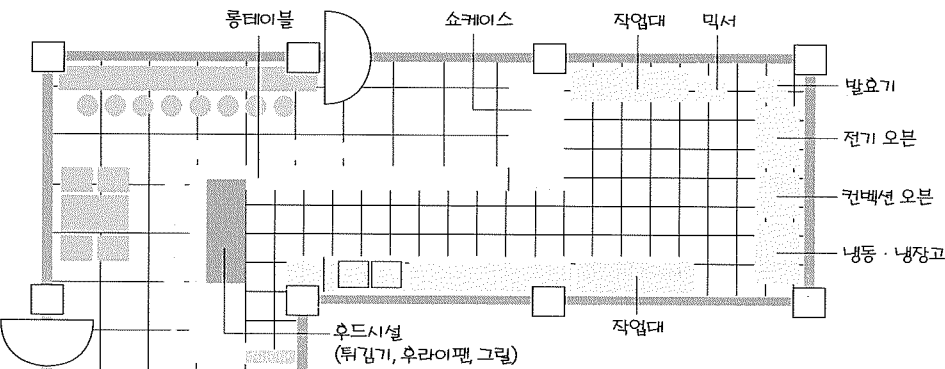 롱테이블
쇼케이스
작업대
믹서
발효기
전기 오븐
컨벡션 오븐
냉동·냉장고
작업대
후드시설
(튀김기, 후라이팬, 그릴)